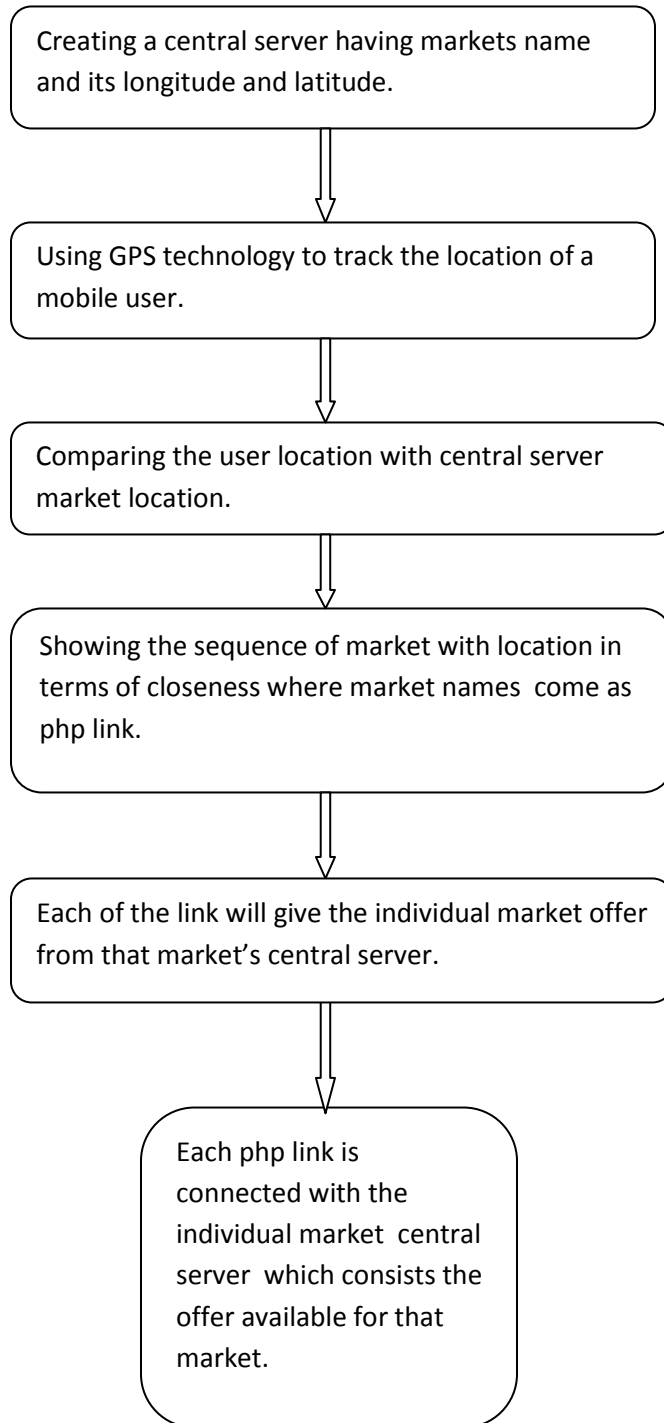 Creating a central server having markets name
and its longitude and latitude.
Using GPS technology to track the location of a
mobile user.
Comparing the user location with central server
market location.
Showing the sequence of market with location in
terms of closeness where market names come as
php link.
Each of the link will give the individual market offer
from that market’s central server.
Each php link is
connected with the
individual market central
server which consists the
offer available for that
market.